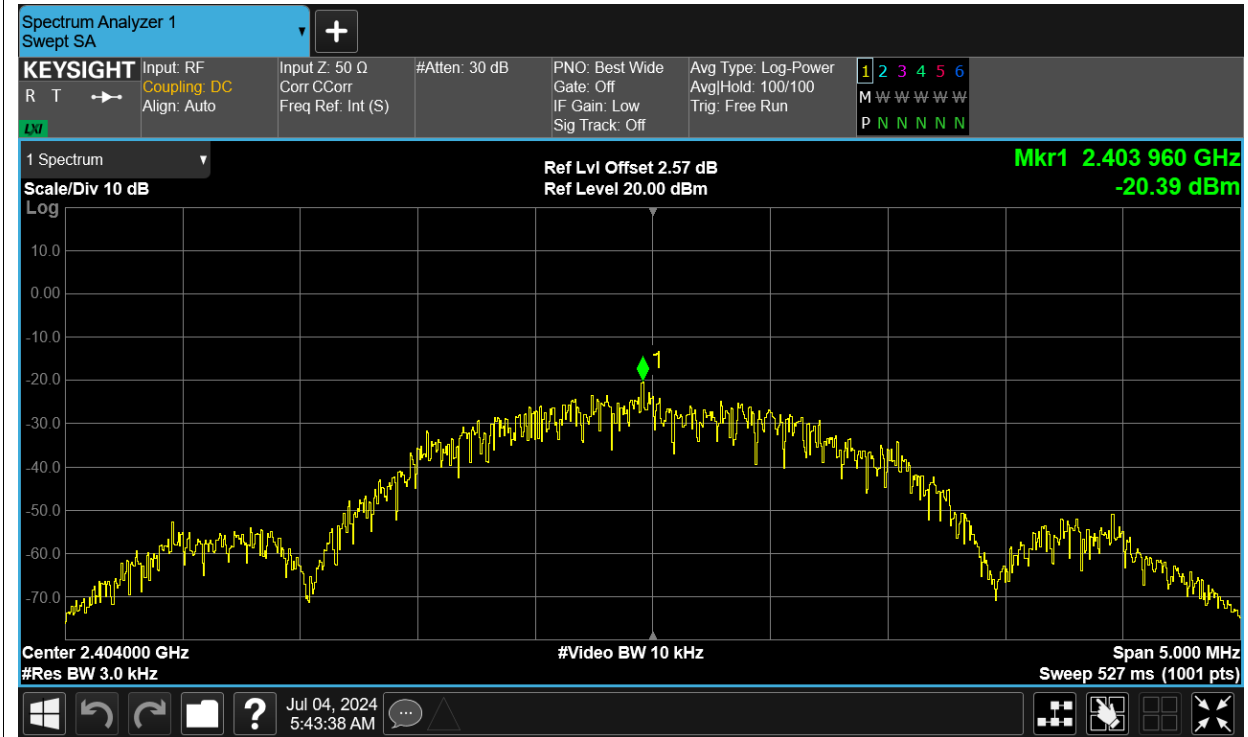 Spectrum Analyzer 1
Swept SA
+
KEYSIGHT
R T
LXI
Input: RF
Coupling: DC
Align: Auto
Input Z: 50 Ω
Corr CCorr
Freq Ref: Int (S)
#Atten: 30 dB
PNO: Best Wide
Gate: Off
IF Gain: Low
Sig Track: Off
Avg Type: Log-Power
Avg|Hold: 100/100
Trig: Free Run
1 2 3 4 5 6
M W W W W W
P N N N N N
1 Spectrum
Scale/Div 10 dB
Log
Ref Lvl Offset 2.57 dB
Ref Level 20.00 dBm
Mkr1 2.403 960 GHz
-20.39 dBm
10.0
0.00
-10.0
1
-20.0
-30.0
-40.0
-50.0
-60.0
-70.0
Center 2.404000 GHz
#Res BW 3.0 kHz
#Video BW 10 kHz
Span 5.000 MHz
Sweep 527 ms (1001 pts)
?
Jul 04, 2024
5:43:38 AM